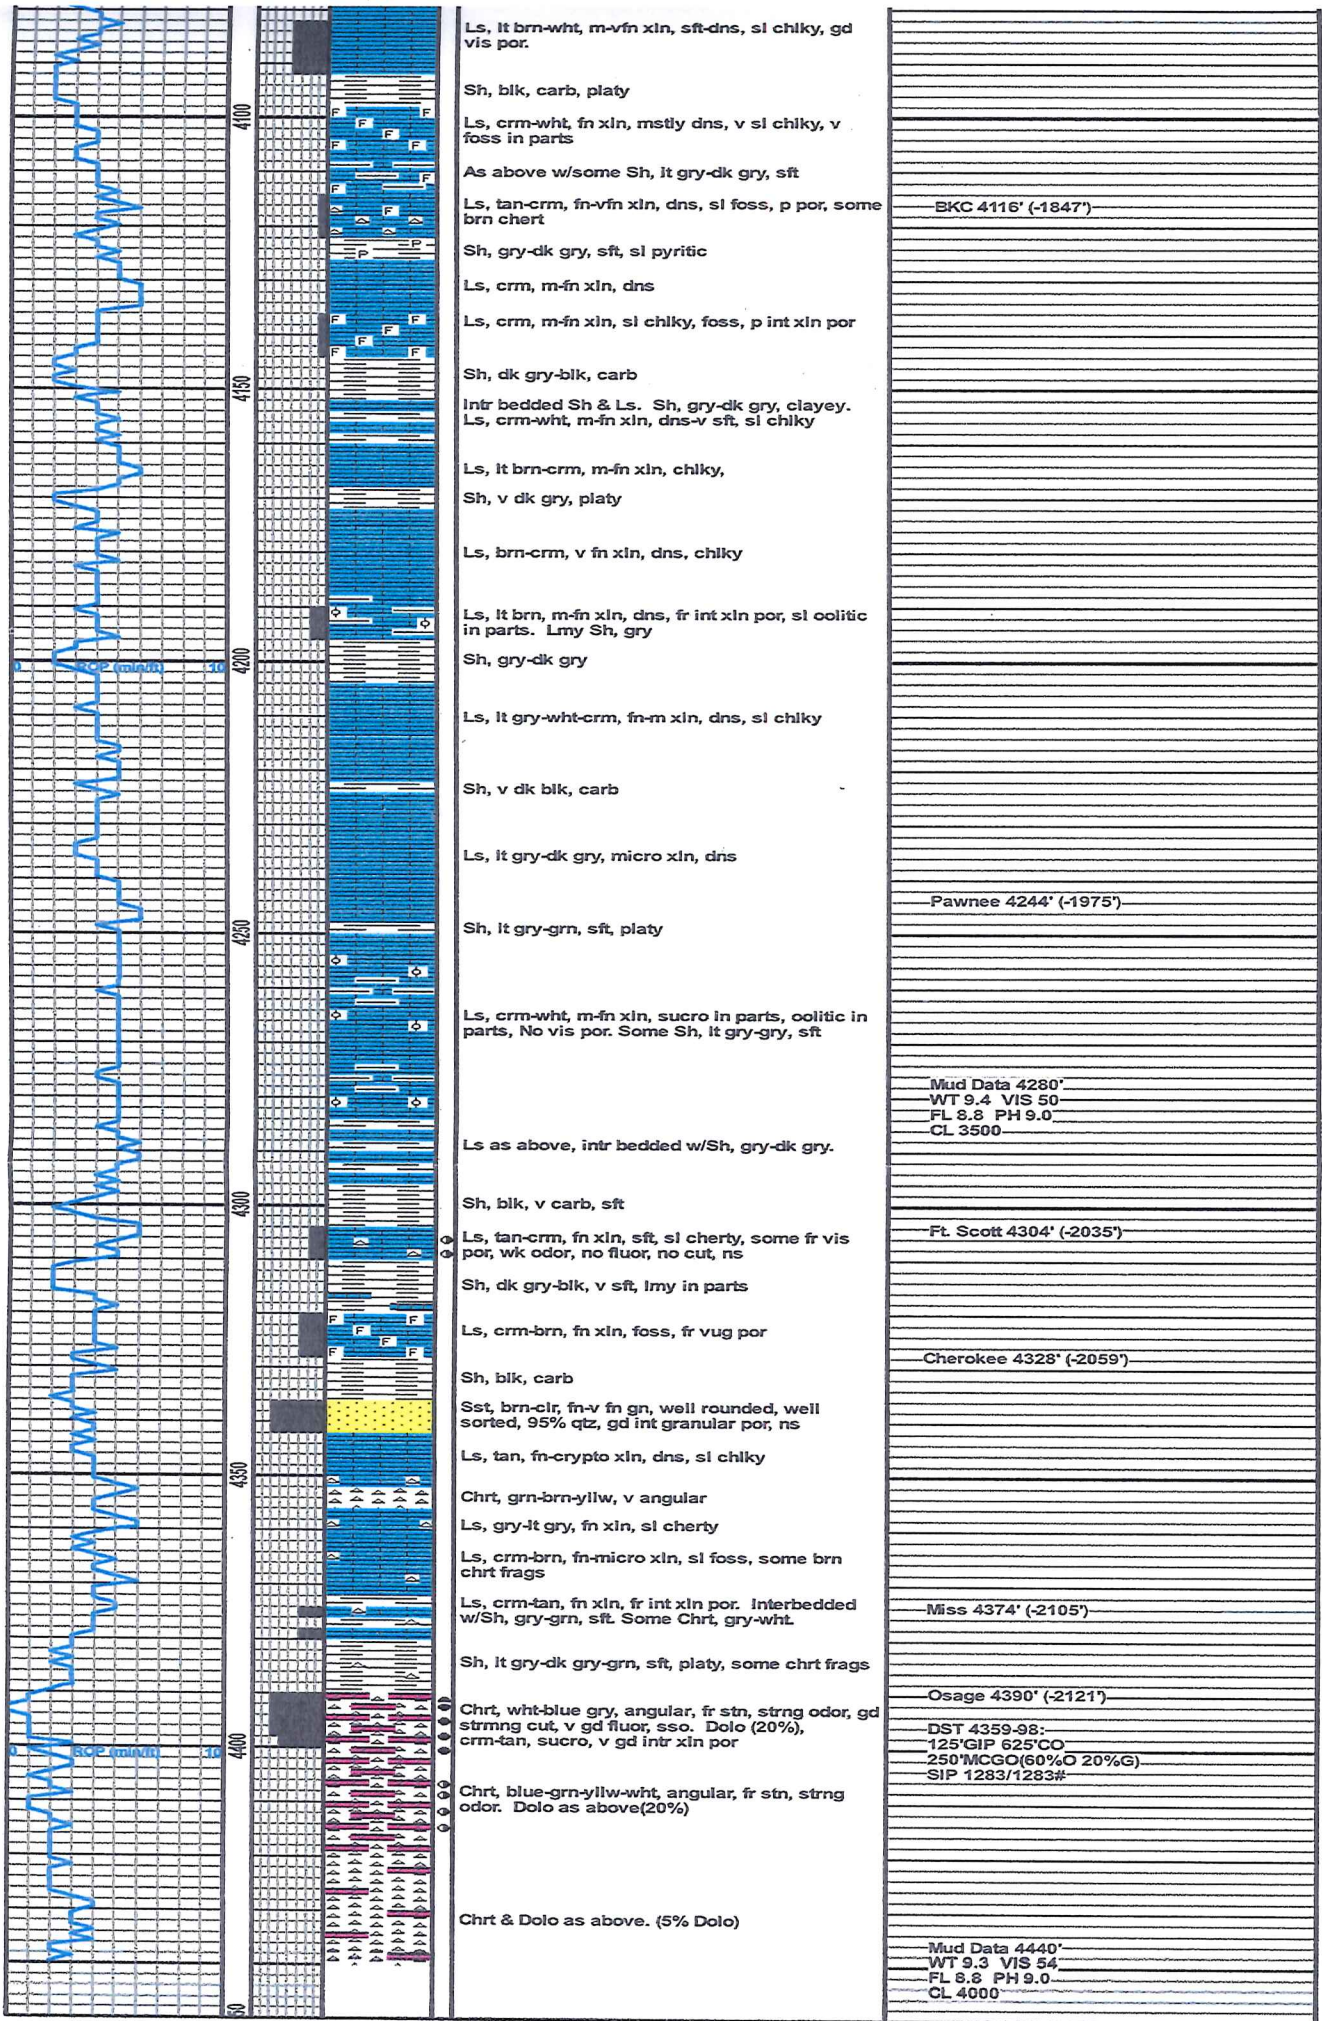 Ls, lt brn-wht, m-vfn xln, sft-dns, sl chlky, gd
vis por.
Sh, blk, carb, platy
4100
Ls, crm-wht, fn xln, mstly dns, v sl chlky, v
foss in parts
As above w/some Sh, lt gry-dk gry, sft
Ls, tan-crm, fn-vfn xln, dns, sl foss, p por, some
brn chert
BKC 4116' (-1847')
Sh, gry-dk gry, sft, sl pyritic
Ls, crm, m-fn xln, dns
Ls, crm, m-fn xln, sl chlky, foss, p int xln por
Sh, dk gry-blk, carb
4150
Intr bedded Sh & Ls. Sh, gry-dk gry, clayey.
Ls, crm-wht, m-fn xln, dns-v sft, sl chlky
Ls, lt brn-crm, m-fn xln, chlky,
Sh, v dk gry, platy
Ls, brn-crm, v fn xln, dns, chlky
Ls, lt brn, m-fn xln, dns, fr int xln por, sl oolitic
in parts. Lmy Sh, gry
0 ROP (min/ft) 10
4200
Sh, gry-dk gry
Ls, lt gry-wht-crm, fn-m xln, dns, sl chlky
Sh, v dk blk, carb
Ls, lt gry-dk gry, micro xln, dns
Pawnee 4244' (-1975')
4250
Sh, lt gry-grn, sft, platy
Ls, crm-wht, m-fn xln, sucro in parts, oolitic in
parts, No vis por. Some Sh, lt gry-gry, sft
Mud Data 4280'
WT 9.4 VIS 50
FL 8.8 PH 9.0
CL 3500
Ls as above, intr bedded w/Sh, gry-dk gry.
4300
Sh, blk, v carb, sft
Ft. Scott 4304' (-2035')
Ls, tan-crm, fn xln, sft, sl cherty, some fr vis
por, wk odor, no fluor, no cut, ns
Sh, dk gry-blk, v sft, lmy in parts
Ls, crm-brn, fn xln, foss, fr vug por
Cherokee 4328' (-2059')
Sh, blk, carb
Sst, brn-clr, fn-v fn gn, well rounded, well
sorted, 95% qtz, gd int granular por, ns
Ls, tan, fn-crypto xln, dns, sl chlky
4350
Chrt, grn-brn-yllw, v angular
Ls, gry-lt gry, fn xln, sl cherty
Ls, crm-brn, fn-micro xln, sl foss, some brn
chrt frags
Ls, crm-tan, fn xln, fr int xln por. Interbedded
w/Sh, gry-grn, sft. Some Chrt, gry-wht.
Miss 4374' (-2105')
Sh, lt gry-dk gry-grn, sft, platy, some chrt frags
Osage 4390' (-2121')
Chrt, wht-blue gry, angular, fr stn, strng odor, gd
strmng cut, v gd fluor, sso. Dolo (20%),
crm-tan, sucro, v gd intr xln por
DST 4359-98:
125'GIP 625'CO
250'MCGO(60%O 20%G)
SIP 1283/1283#
0 ROP (min/ft) 10
4400
Chrt, blue-grn-yllw-wht, angular, fr stn, strng
odor. Dolo as above(20%)
Chrt & Dolo as above. (5% Dolo)
Mud Data 4440'
WT 9.3 VIS 54
FL 8.8 PH 9.0
CL 4000